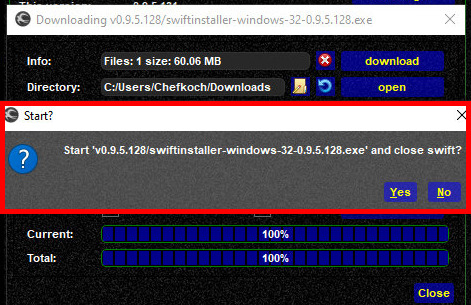 This version:
0.9.5.131
Downloading v0.9.5.128/swiftinstaller-windows-32-0.9.5.128.exe
Info:
Files: 1 size: 60.06 MB
download
Directory:
C:/Users/Chefkoch/Downloads
open
Start?
Start 'v0.9.5.128/swiftinstaller-windows-32-0.9.5.128.exe' and close swift?
Yes
No
Current:
100%
Total:
100%
Close